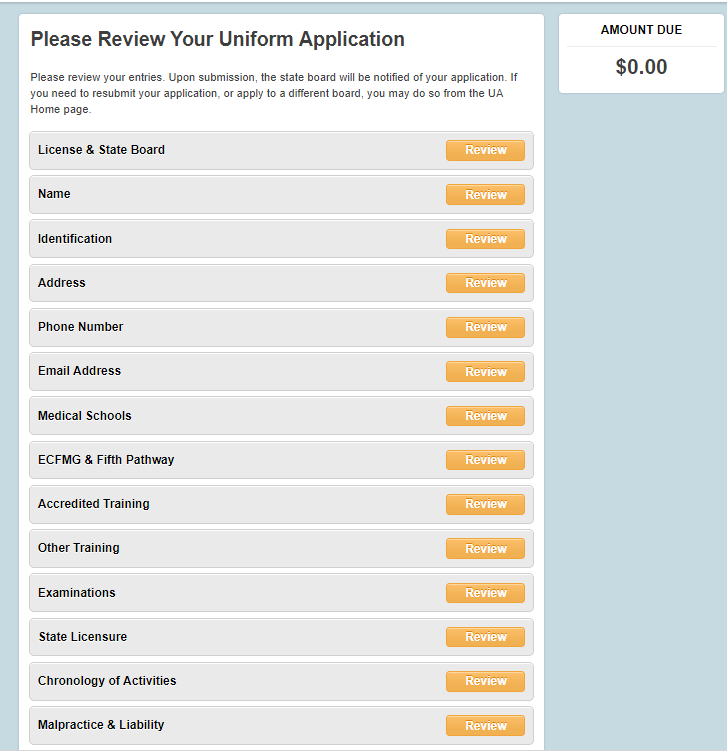 Please Review Your Uniform Application
Please review your entries. Upon submission, the state board will be notified of your application. If
you need to resubmit your application, or apply to a different board, you may do so from the UA
Home page.
AMOUNT DUE
$0.00
License & State Board Review
Name Review
Identification Review
Address Review
Phone Number Review
Email Address Review
Medical Schools Review
ECFMG & Fifth Pathway Review
Accredited Training Review
Other Training Review
Examinations Review
State Licensure Review
Chronology of Activities Review
Malpractice & Liability Review